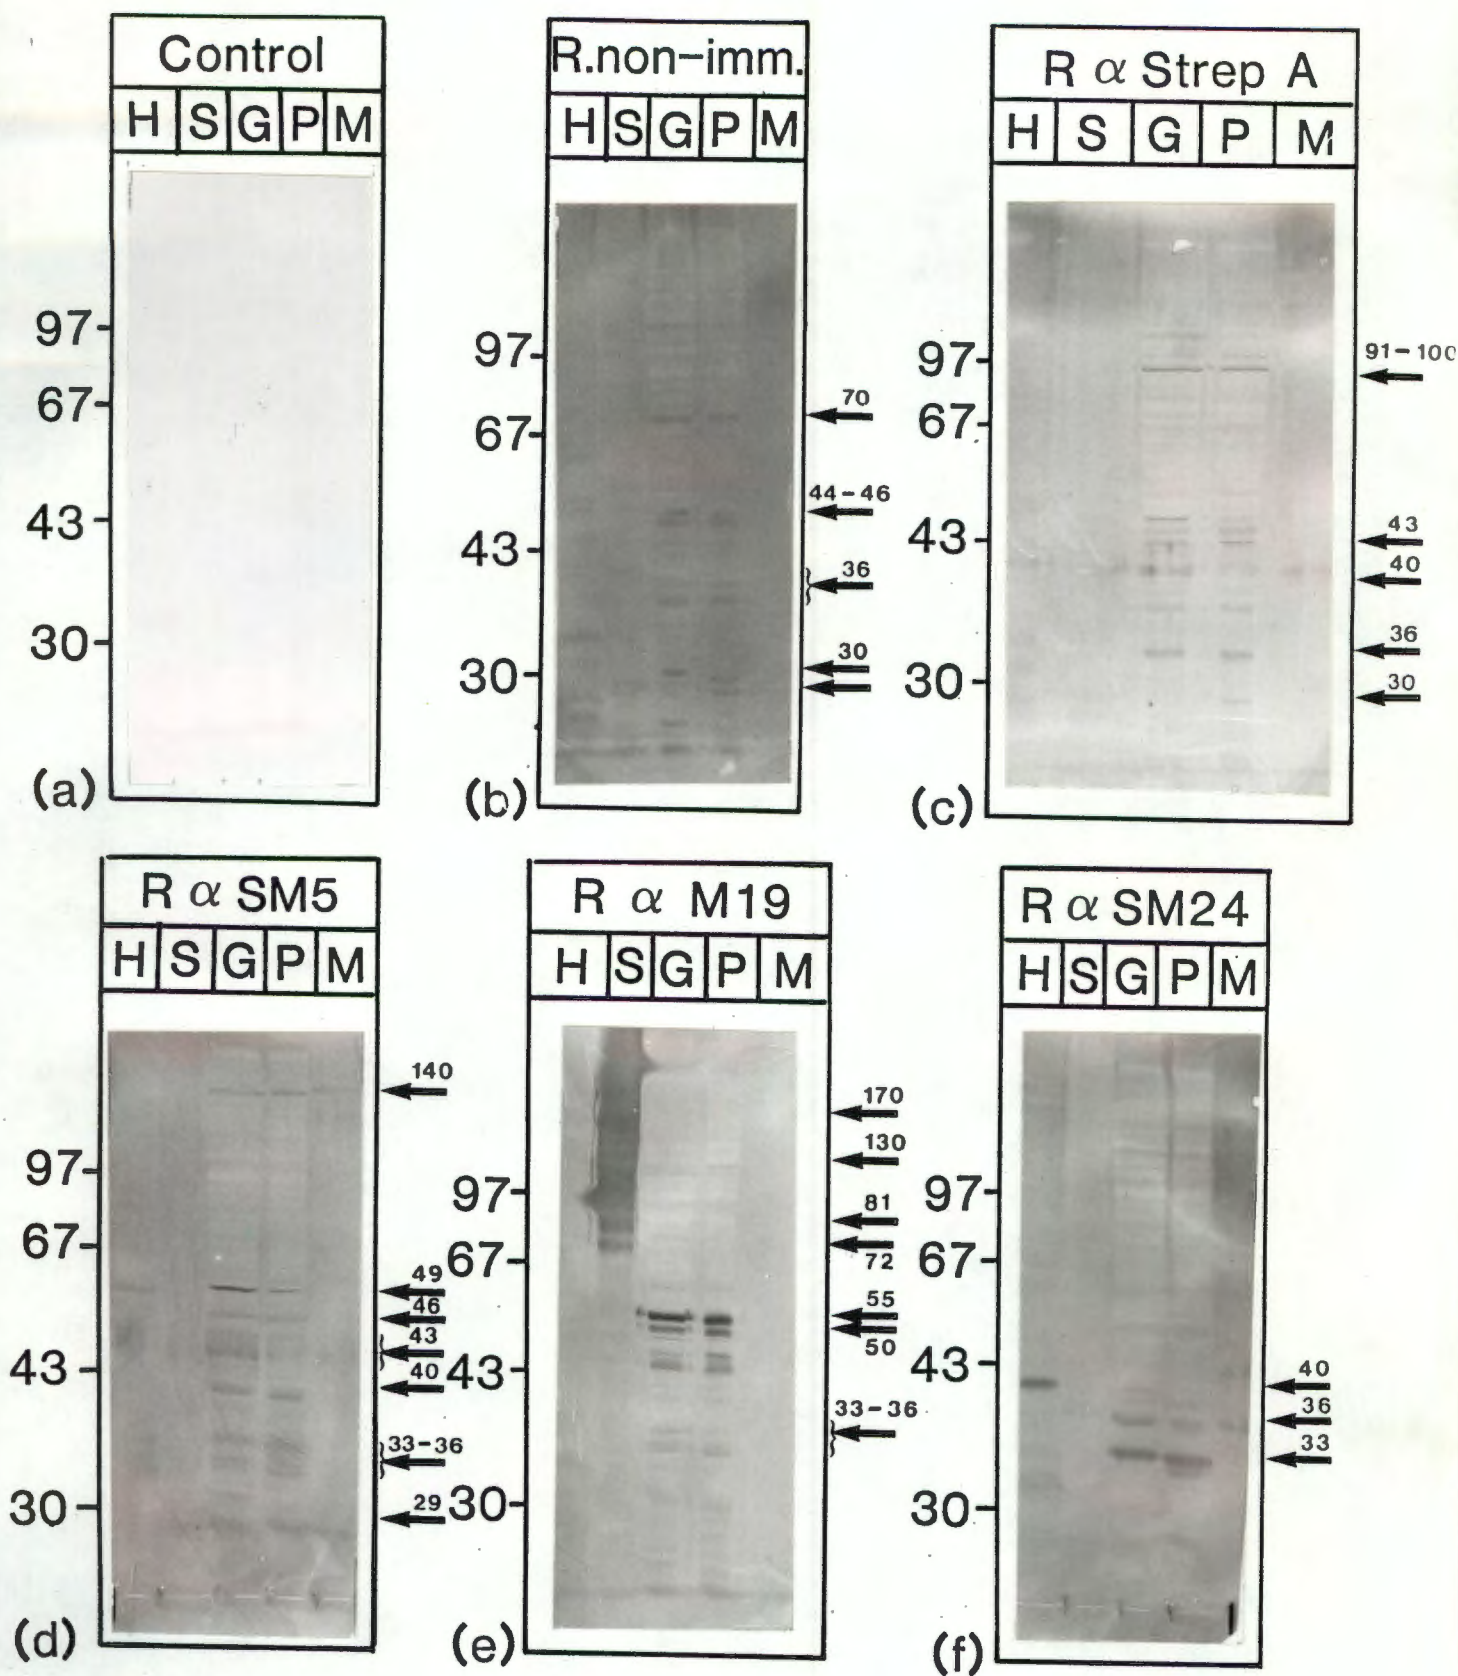 Control
H S G P M
97
67
43
30
(a)
R.non-imm.
H S G P M
97
67
43
30
70
44-46
36
30
(b)
R α Strep A
H S G P M
97
67
43
30
91-100
43
40
36
30
(c)
R α SM5
H S G P M
97
67
43
30
140
49
46
43
40
33-36
29
(d)
R α M19
H S G P M
97
67
43
30
170
130
81
72
55
50
33-36
(e)
R α SM24
H S G P M
97
67
43
30
40
36
33
(f)